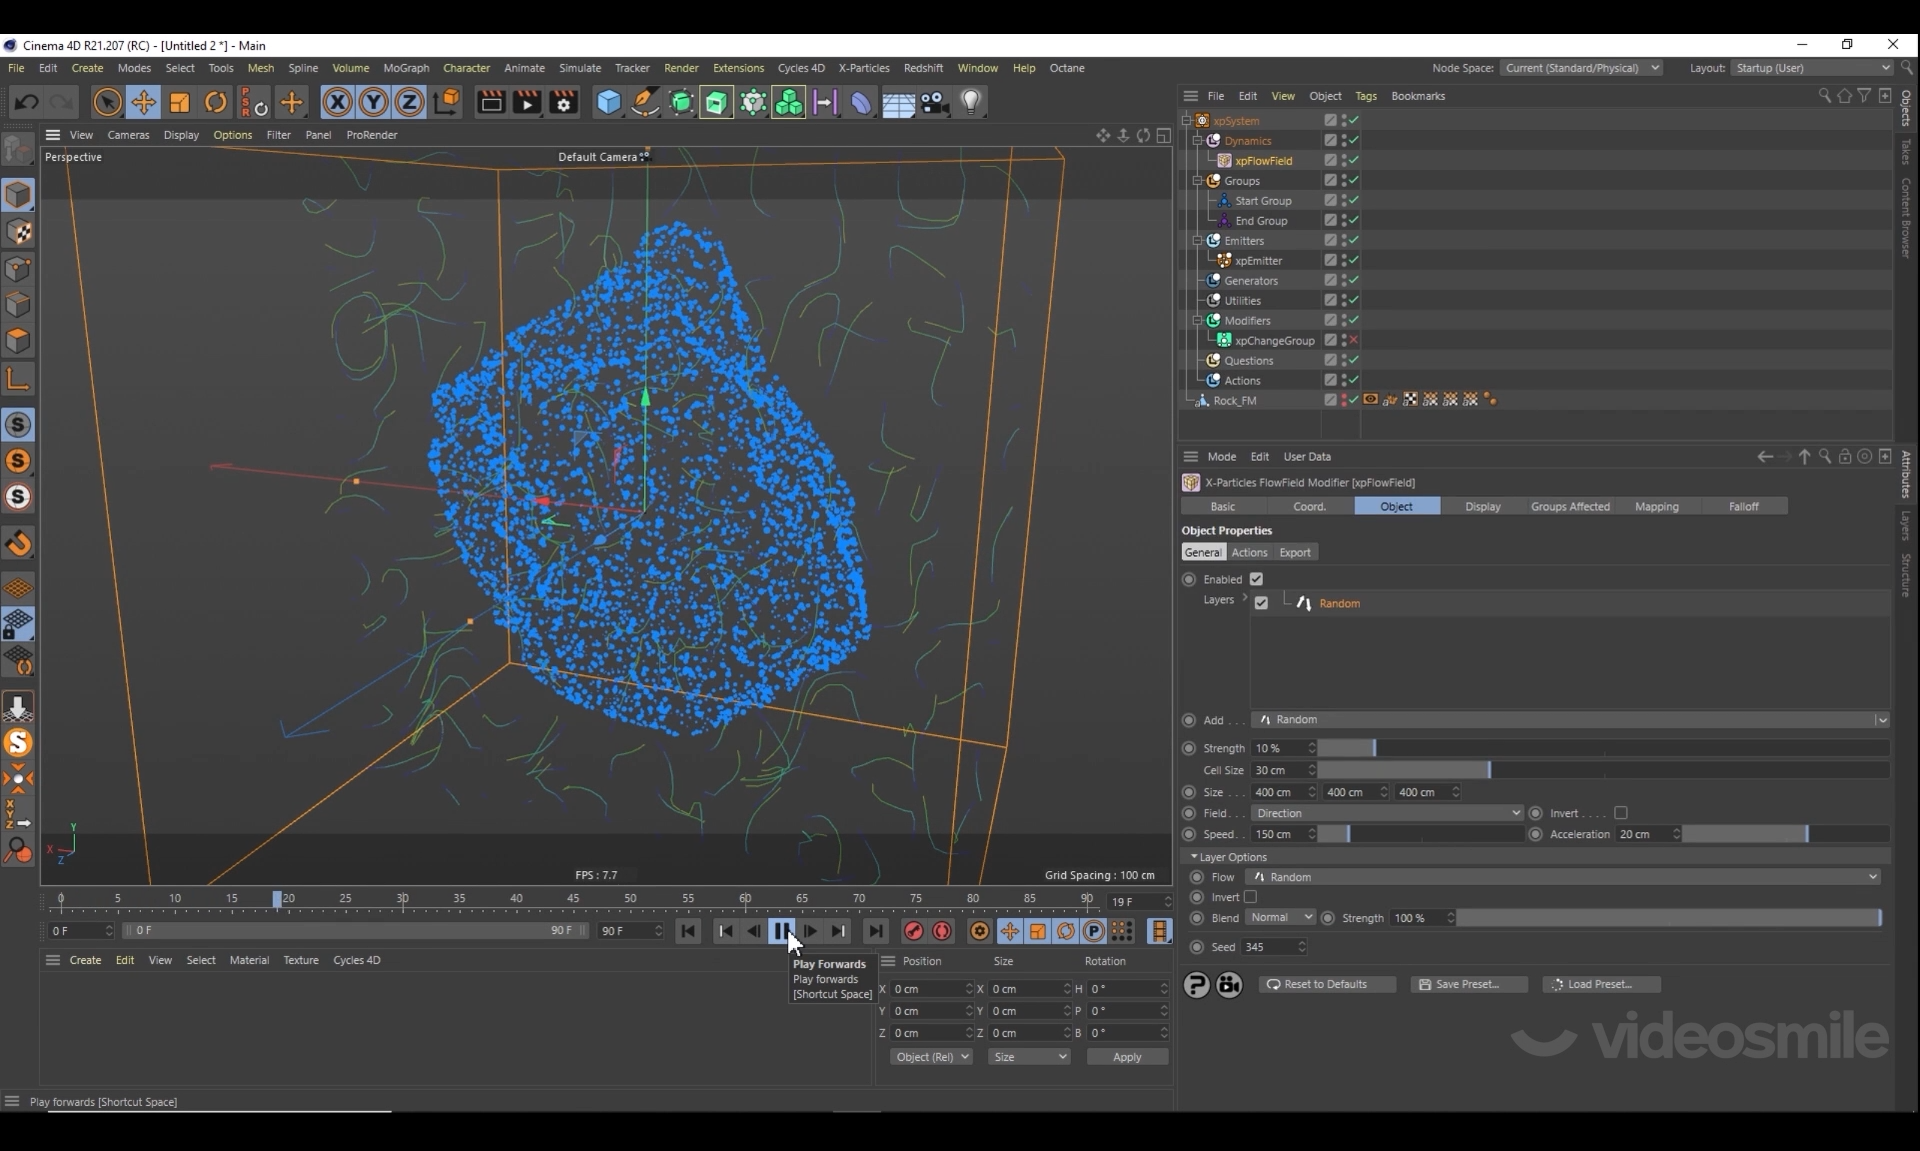 Cinema 4D R21.207 (RC) - [Untitled 2 *] - Main
File Edit Create Modes Select Tools Mesh Spline Volume MoGraph Character Animate Simulate Tracker Render Extensions Cycles 4D X-Particles Redshift Window Help Octane
Node Space: Current (Standard/Physical) Layout: Startup (User)
PSR X Y Z
File Edit View Object Tags Bookmarks
View Cameras Display Options Filter Panel ProRender
Perspective
Default Camera
xpSystem
Dynamics
xpFlowField
Groups
Start Group
End Group
Emitters
xpEmitter
Generators
Utilities
Modifiers
xpChangeGroup
Questions
Actions
Rock_FM
Objects
Takes
Content Browser
Mode Edit User Data
X-Particles FlowField Modifier [xpFlowField]
Basic Coord. Object Display Groups Affected Mapping Falloff
Object Properties
General Actions Export
Enabled
Layers
Random
Attributes
Layers
Structure
Add . . . Random
Strength 10 %
Cell Size 30 cm
Size . . . 400 cm 400 cm 400 cm
Field. . . Direction Invert . . . .
Speed. . 150 cm Acceleration 20 cm
Layer Options
Flow Random
Invert
Blend Normal Strength 100 %
Seed 345
Reset to Defaults Save Preset... Load Preset...
videosmile
S
S
S
S
X
Y
Z
Y
X
Z
FPS : 7.7
Grid Spacing : 100 cm
0 5 10 15 20 25 30 35 40 45 50 55 60 65 70 75 80 85 90 19 F
0 F 0 F 90 F 90 F P
Create Edit View Select Material Texture Cycles 4D
Play Forwards
Play forwards
[Shortcut Space]
Position Size Rotation
X 0 cm X 0 cm H 0 °
Y 0 cm Y 0 cm P 0 °
Z 0 cm Z 0 cm B 0 °
Object (Rel) Size Apply
Play forwards [Shortcut Space]